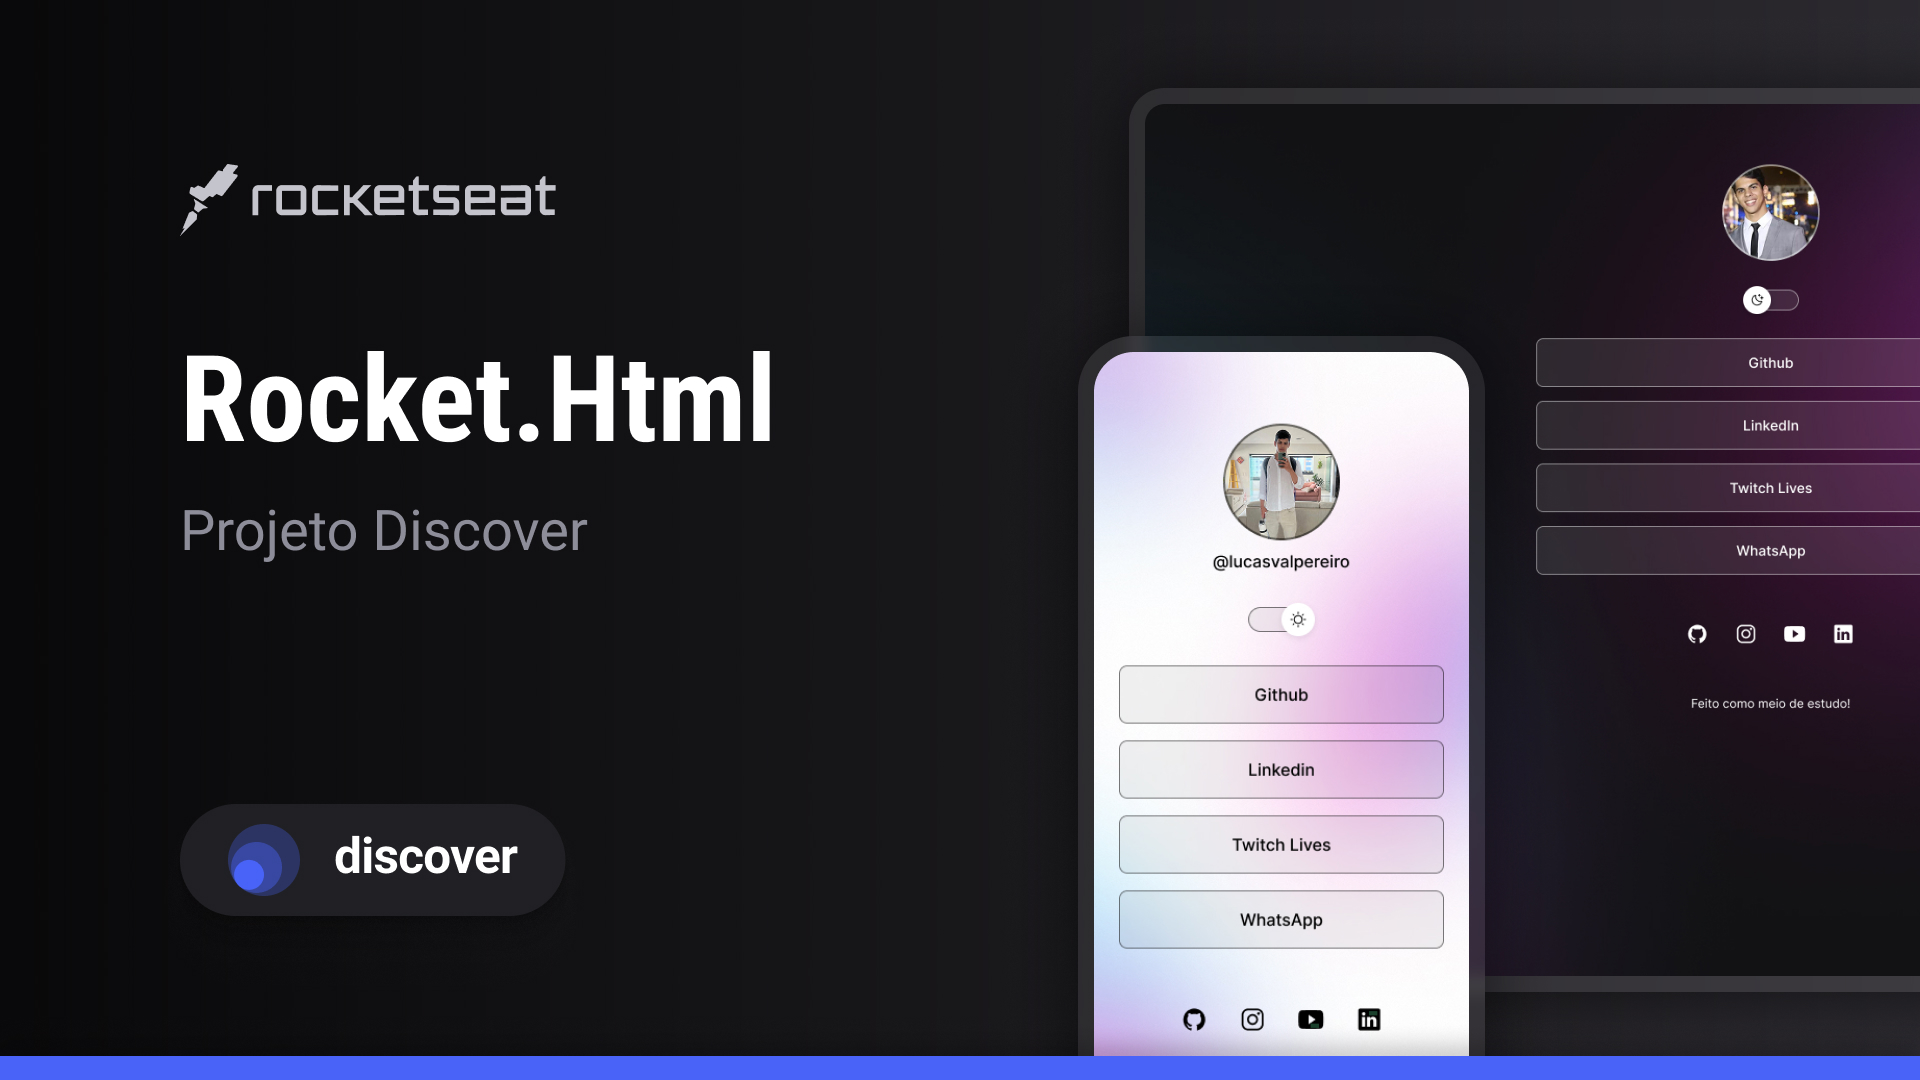 rocketseat
Rocket.Html
Projeto Discover
discover
@lucasvalpereiro
Github
Linkedin
Twitch Lives
WhatsApp
Github
LinkedIn
Twitch Lives
WhatsApp
Feito como meio de estudo!